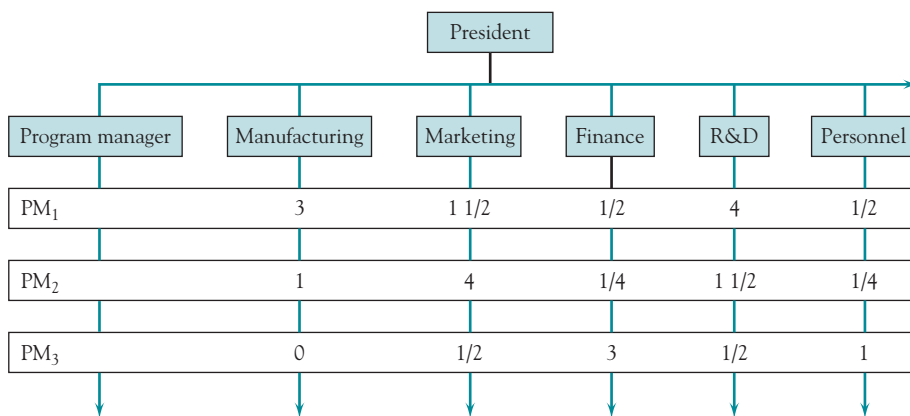 President
Program manager Manufacturing Marketing Finance R&D Personnel
PM₁ 3 1 1/2 1/2 4 1/2
PM₂ 1 4 1/4 1 1/2 1/4
PM₃ 0 1/2 3 1/2 1